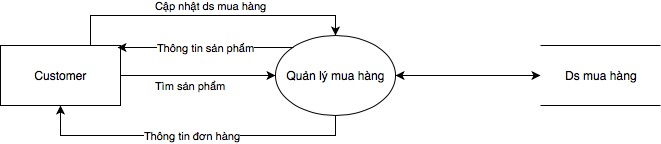 Cập nhật ds mua hàng
Thông tin sản phẩm
Customer
Quản lý mua hàng
Ds mua hàng
Tìm sản phẩm
Thông tin đơn hàng